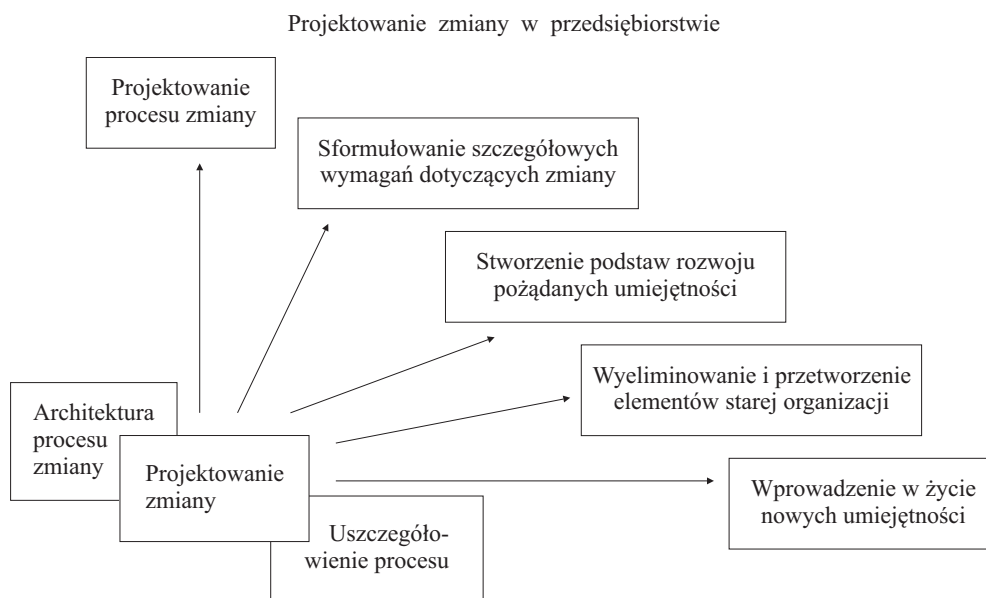 Projektowanie zmiany w przedsiębiorstwie
Projektowanie
procesu zmiany
Sformułowanie szczegółowych
wymagań dotyczących zmiany
Stworzenie podstaw rozwoju
pożądanych umiejętności
Wyeliminowanie i przetworzenie
elementów starej organizacji
Architektura
procesu
zmiany
Projektowanie
zmiany
Wprowadzenie w życie
nowych umiejętności
Uszczegóło-
wienie procesu